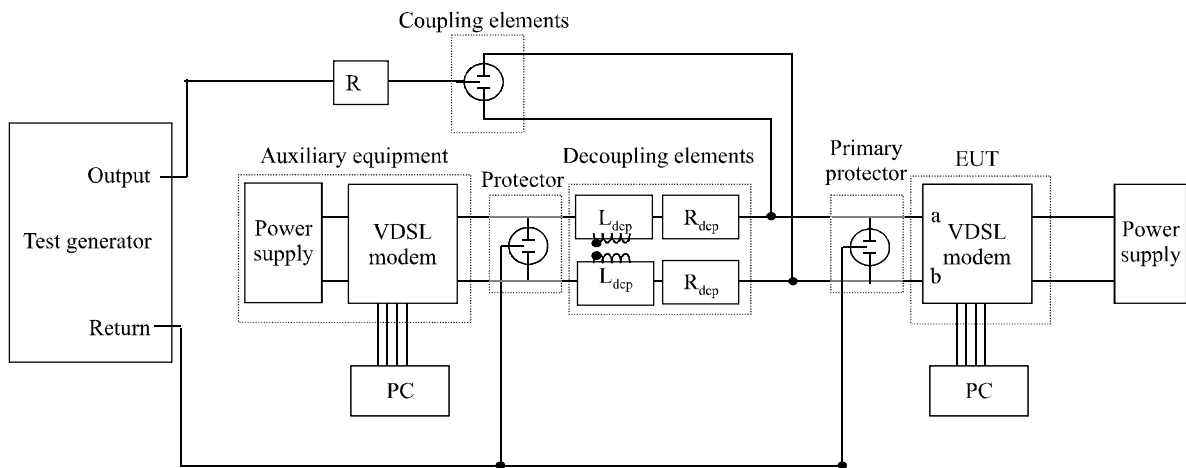 Coupling elements
R
Auxiliary equipment
Decoupling elements
Primary
protector
EUT
Output
Protector
Test generator
Power
supply
VDSL
modem
L_dcp
R_dcp
L_dcp
R_dcp
a
b
VDSL
modem
Power
supply
Return
PC
PC